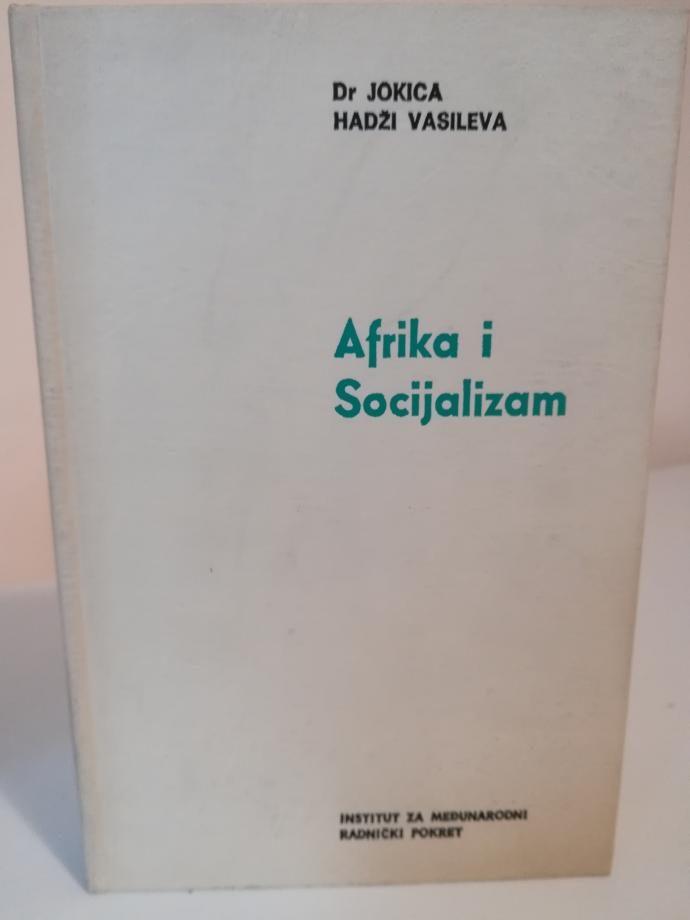 Dr JOKICA
HADŽI VASILEVA
Afrika i
Socijalizam
INSTITUT ZA MEĐUNARODNI
RADNIČKI POKRET